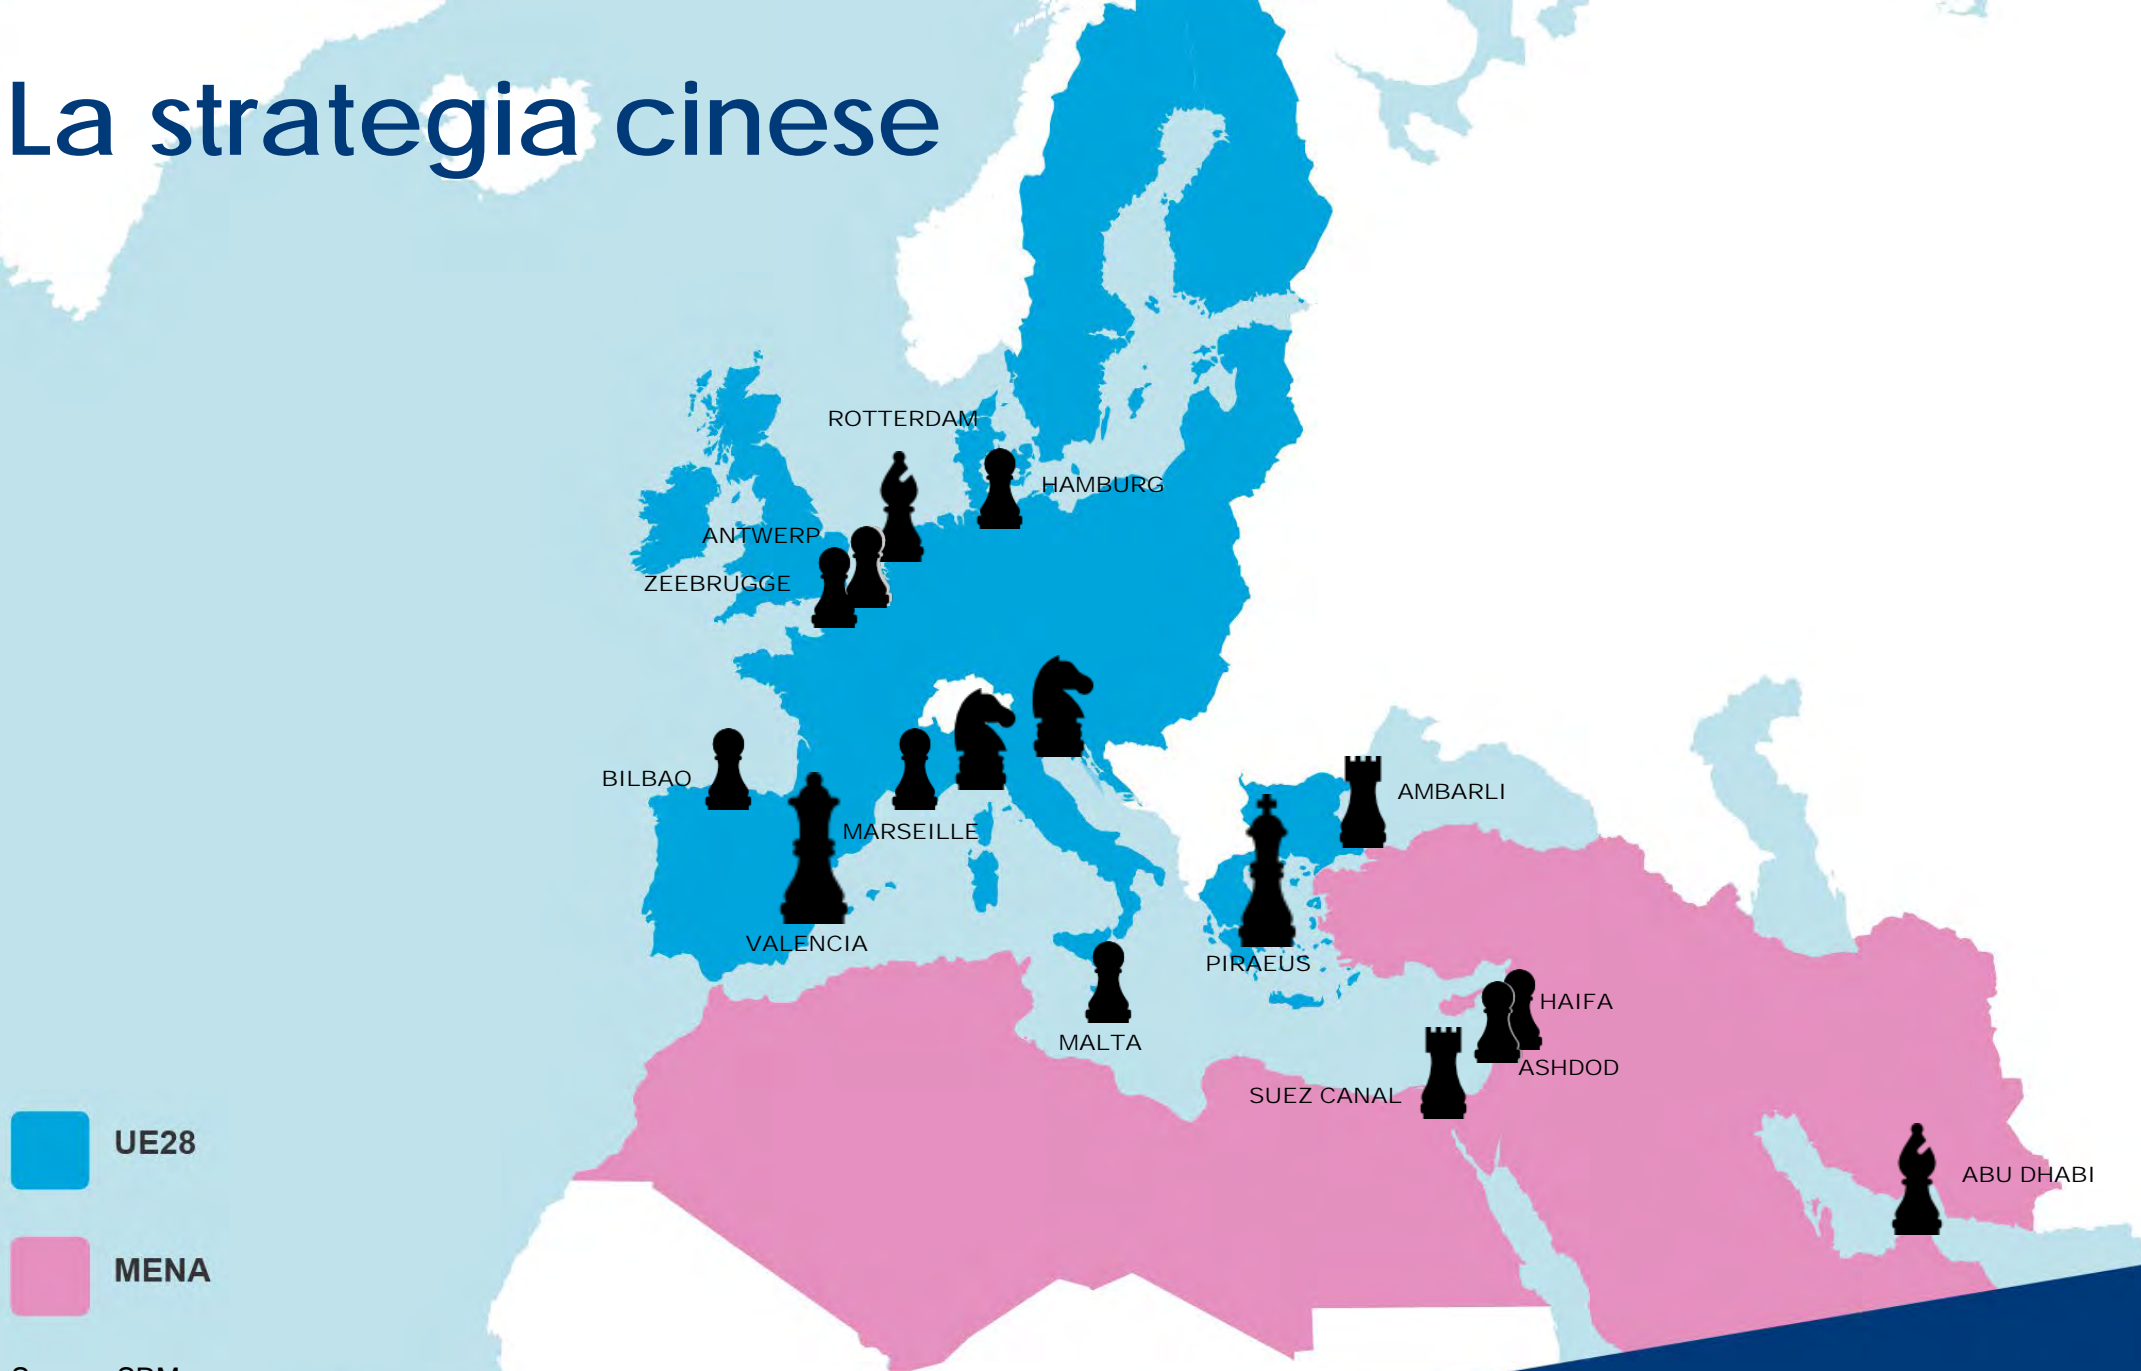 La strategia cinese
ROTTERDAM
HAMBURG
ANTWERP
ZEEBRUGGE
BILBAO
AMBARLI
MARSEILLE
VALENCIA
PIRAEUS
HAIFA
MALTA
ASHDOD
SUEZ CANAL
UE28
ABU DHABI
MENA